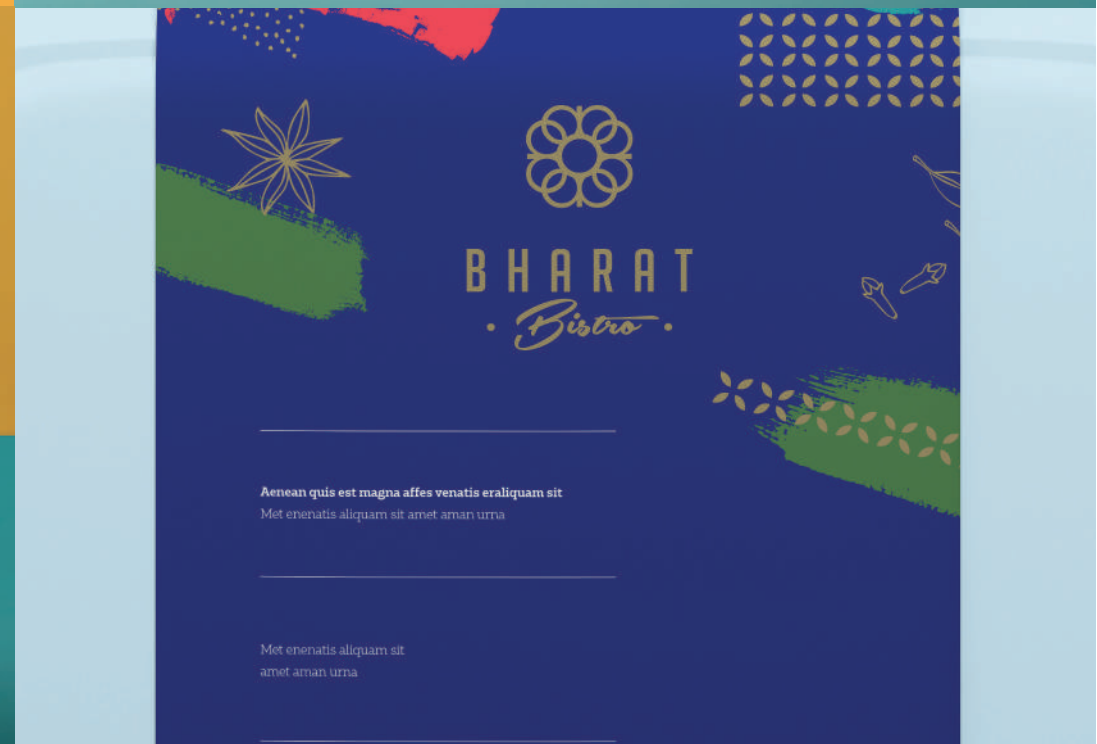 BHARAT
Bistro
Aenean quis est magna affes venatis eraliquam sit
Met enenatis aliquam sit amet aman urna
Met enenatis aliquam sit
amet aman urna